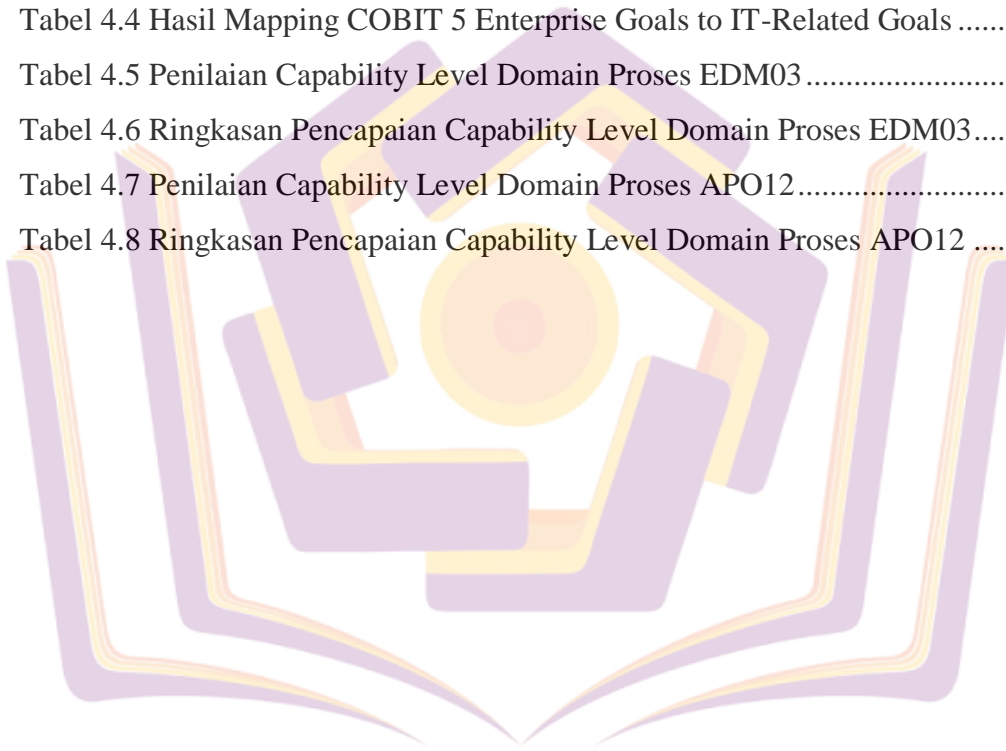 Tabel 4.4 Hasil Mapping COBIT 5 Enterprise Goals to IT-Related Goals ......
Tabel 4.5 Penilaian Capability Level Domain Proses EDM03 .......................
Tabel 4.6 Ringkasan Pencapaian Capability Level Domain Proses EDM03....
Tabel 4.7 Penilaian Capability Level Domain Proses APO12 ........................
Tabel 4.8 Ringkasan Pencapaian Capability Level Domain Proses APO12 ....